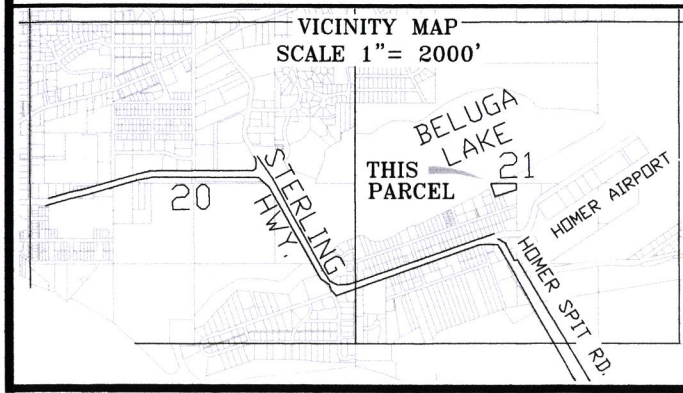 VICINITY MAP
SCALE 1"= 2000'
BELUGA
LAKE
THIS
PARCEL
21
20
STERLING
HWY.
HOMER AIRPORT
HOMER SPIT RD.